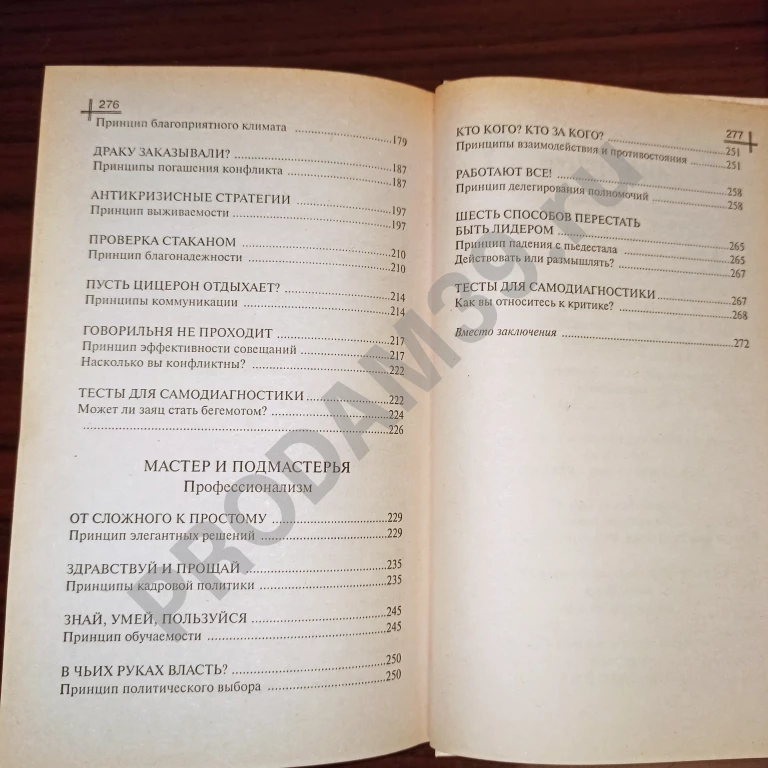 276
Принцип благоприятного климата ..................179
ДРАКУ ЗАКАЗЫВАЛИ? ..................187
Принципы погашения конфликта ..................187
АНТИКРИЗИСНЫЕ СТРАТЕГИИ ..................197
Принцип выживаемости ..................197
ПРОВЕРКА СТАКАНОМ ..................210
Принцип благонадежности ..................210
ПУСТЬ ЦИЦЕРОН ОТДЫХАЕТ? ..................214
Принципы коммуникации ..................214
ГОВОРИЛЬНЯ НЕ ПРОХОДИТ ..................217
Принцип эффективности совещаний ..................217
Насколько вы конфликтны? ..................222
ТЕСТЫ ДЛЯ САМОДИАГНОСТИКИ ..................222
Может ли заяц стать бегемотом? ..................224
..................226
МАСТЕР И ПОДМАСТЕРЬЯ
Профессионализм
ОТ СЛОЖНОГО К ПРОСТОМУ ..................229
Принцип элегантных решений ..................229
ЗДРАВСТВУЙ И ПРОЩАЙ ..................235
Принципы кадровой политики ..................235
ЗНАЙ, УМЕЙ, ПОЛЬЗУЙСЯ ..................245
Принцип обучаемости ..................245
В ЧЬИХ РУКАХ ВЛАСТЬ? ..................250
Принцип политического выбора ..................250
277
КТО КОГО? КТО ЗА КОГО? ..................251
Принципы взаимодействия и противостояния ..................251
РАБОТАЮТ ВСЕ! ..................258
Принцип делегирования полномочий ..................258
ШЕСТЬ СПОСОБОВ ПЕРЕСТАТЬ
БЫТЬ ЛИДЕРОМ ..................265
Принцип падения с пьедестала ..................265
Действовать или размышлять? ..................267
ТЕСТЫ ДЛЯ САМОДИАГНОСТИКИ ..................267
Как вы относитесь к критике? ..................268
Вместо заключения ..................272
PRODAM39.ru